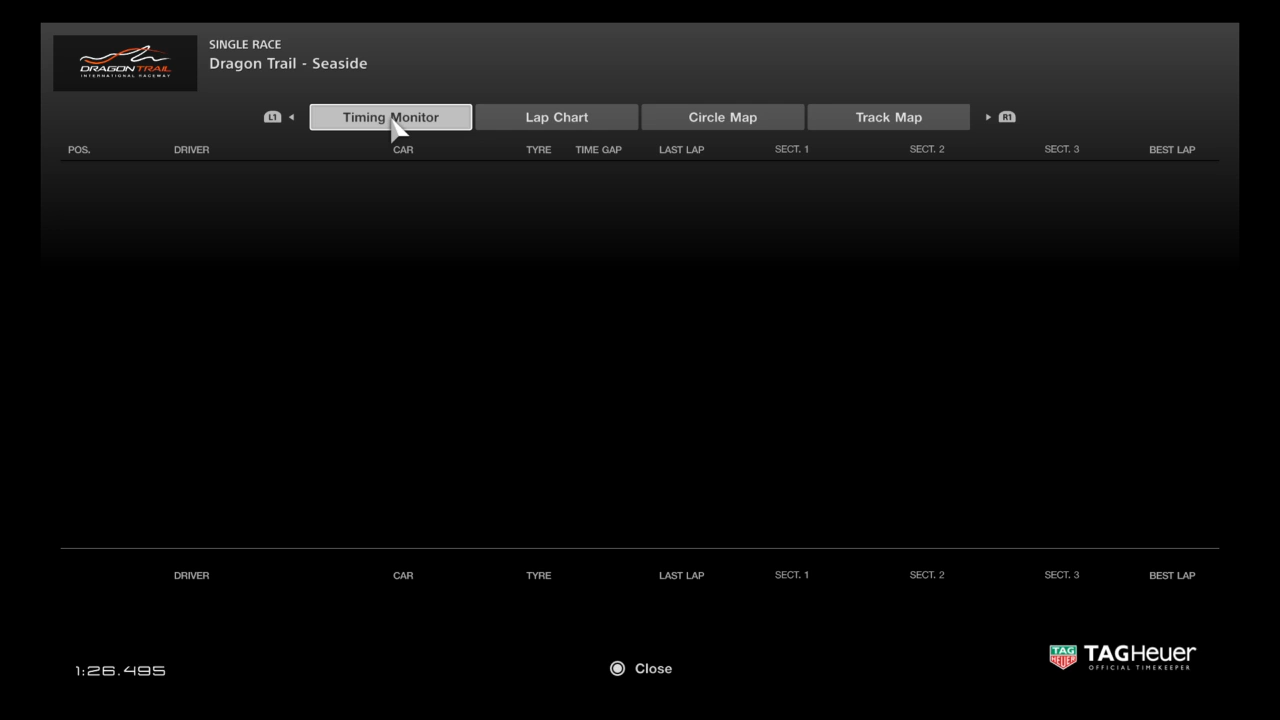 SINGLE RACE
Dragon Trail - Seaside
DRAGON TRAIL
INTERNATIONAL RACEWAY
L1 Timing Monitor Lap Chart Circle Map Track Map R1
POS. DRIVER CAR TYRE TIME GAP LAST LAP SECT. 1 SECT. 2 SECT. 3 BEST LAP
DRIVER CAR TYRE LAST LAP SECT. 1 SECT. 2 SECT. 3 BEST LAP
1:26.495
Close
TAG HEUER
TAGHeuer
OFFICIAL TIMEKEEPER